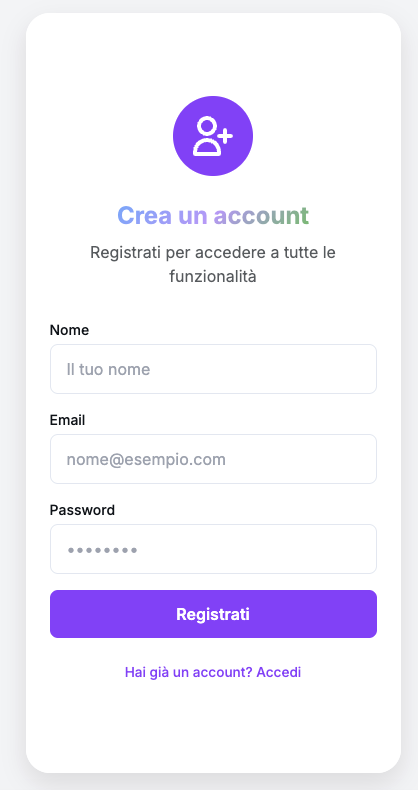 Crea un account
Registrati per accedere a tutte le
funzionalità
Nome
Il tuo nome
Email
nome@esempio.com
Password
••••••••
Registrati
Hai già un account? Accedi